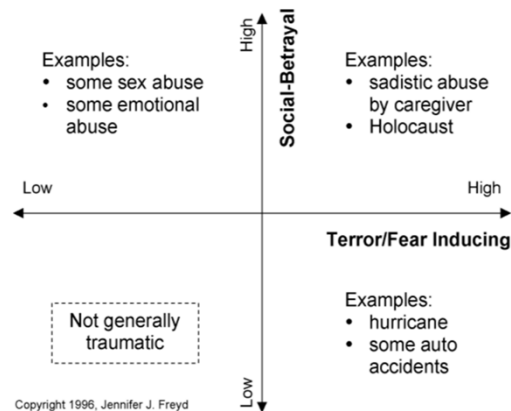 High
Social-Betrayal
Examples:
• some sex abuse
• some emotional
abuse
Examples:
• sadistic abuse
by caregiver
• Holocaust
Low
High
Terror/Fear Inducing
Not generally
traumatic
Examples:
• hurricane
• some auto
accidents
Low
Copyright 1996, Jennifer J. Freyd